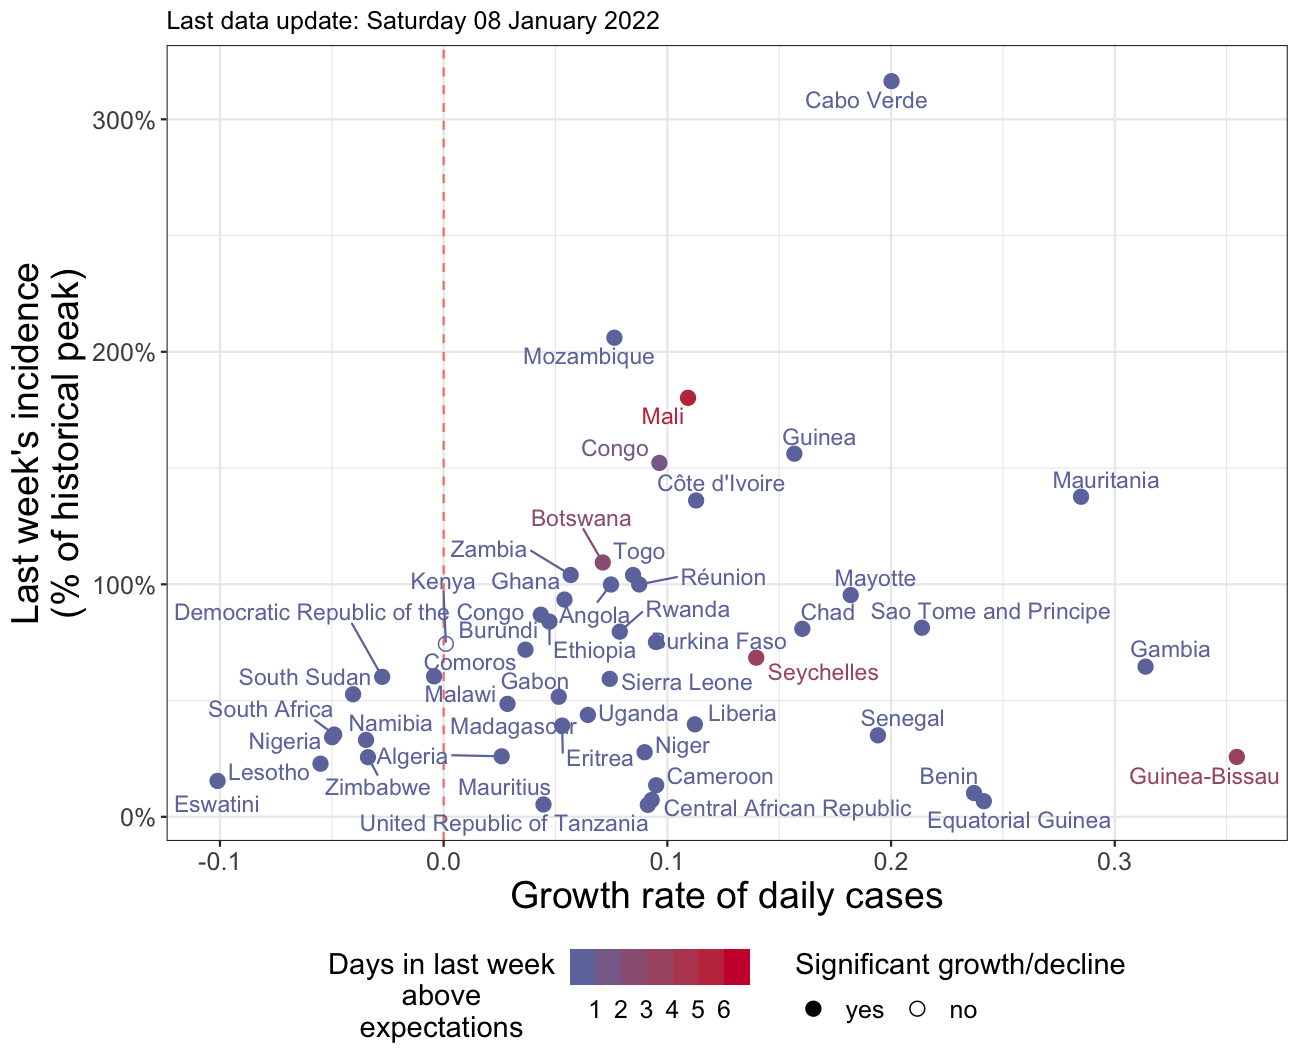 Last data update: Saturday 08 January 2022
Last week's incidence
(% of historical peak)
300%
200%
100%
0%
Cabo Verde
Mozambique
Mali
Guinea
Congo
Mauritania
Côte d'Ivoire
Botswana
Zambia
Togo
Kenya
Ghana
Réunion
Mayotte
Democratic Republic of the Congo
Angola
Rwanda
Chad
Sao Tome and Principe
Burundi
Ethiopia
Burkina Faso
Gambia
Comoros
Seychelles
South Sudan
Gabon
Sierra Leone
Malawi
South Africa
Namibia
Madagascar
Uganda
Liberia
Senegal
Nigeria
Algeria
Eritrea
Niger
Lesotho
Zimbabwe
Mauritius
Cameroon
Benin
Guinea-Bissau
Eswatini
United Republic of Tanzania
Central African Republic
Equatorial Guinea
-0.1
0.0
0.1
0.2
0.3
Growth rate of daily cases
Days in last week
above
expectations
1 2 3 4 5 6
Significant growth/decline
yes
no